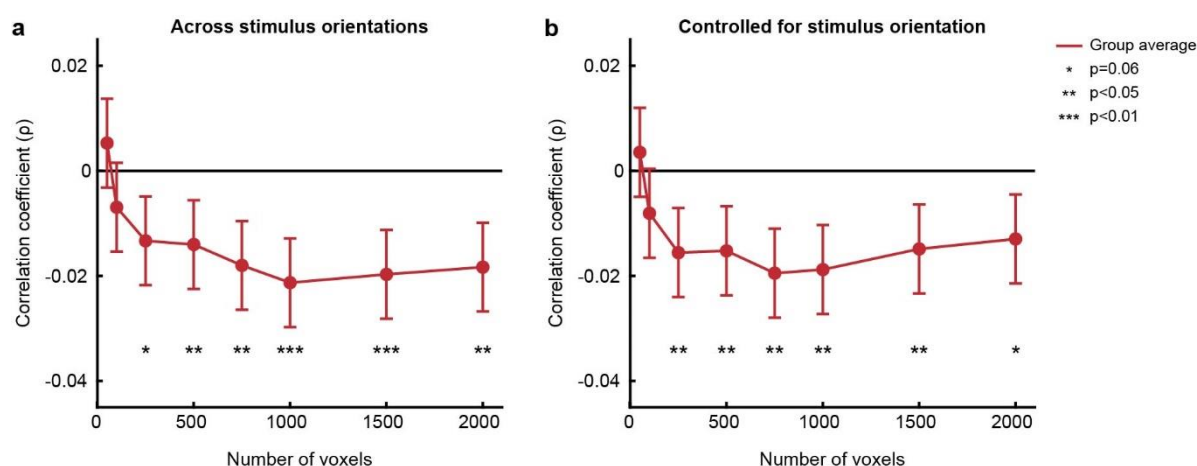 a
Across stimulus orientations
0.02
0
-0.02
-0.04
Correlation coefficient (ρ)
* ** ** *** *** **
0 500 1000 1500 2000
Number of voxels
b
Controlled for stimulus orientation
0.02
0
-0.02
-0.04
Correlation coefficient (ρ)
** ** ** ** ** *
0 500 1000 1500 2000
Number of voxels
Group average
* p=0.06
** p<0.05
*** p<0.01